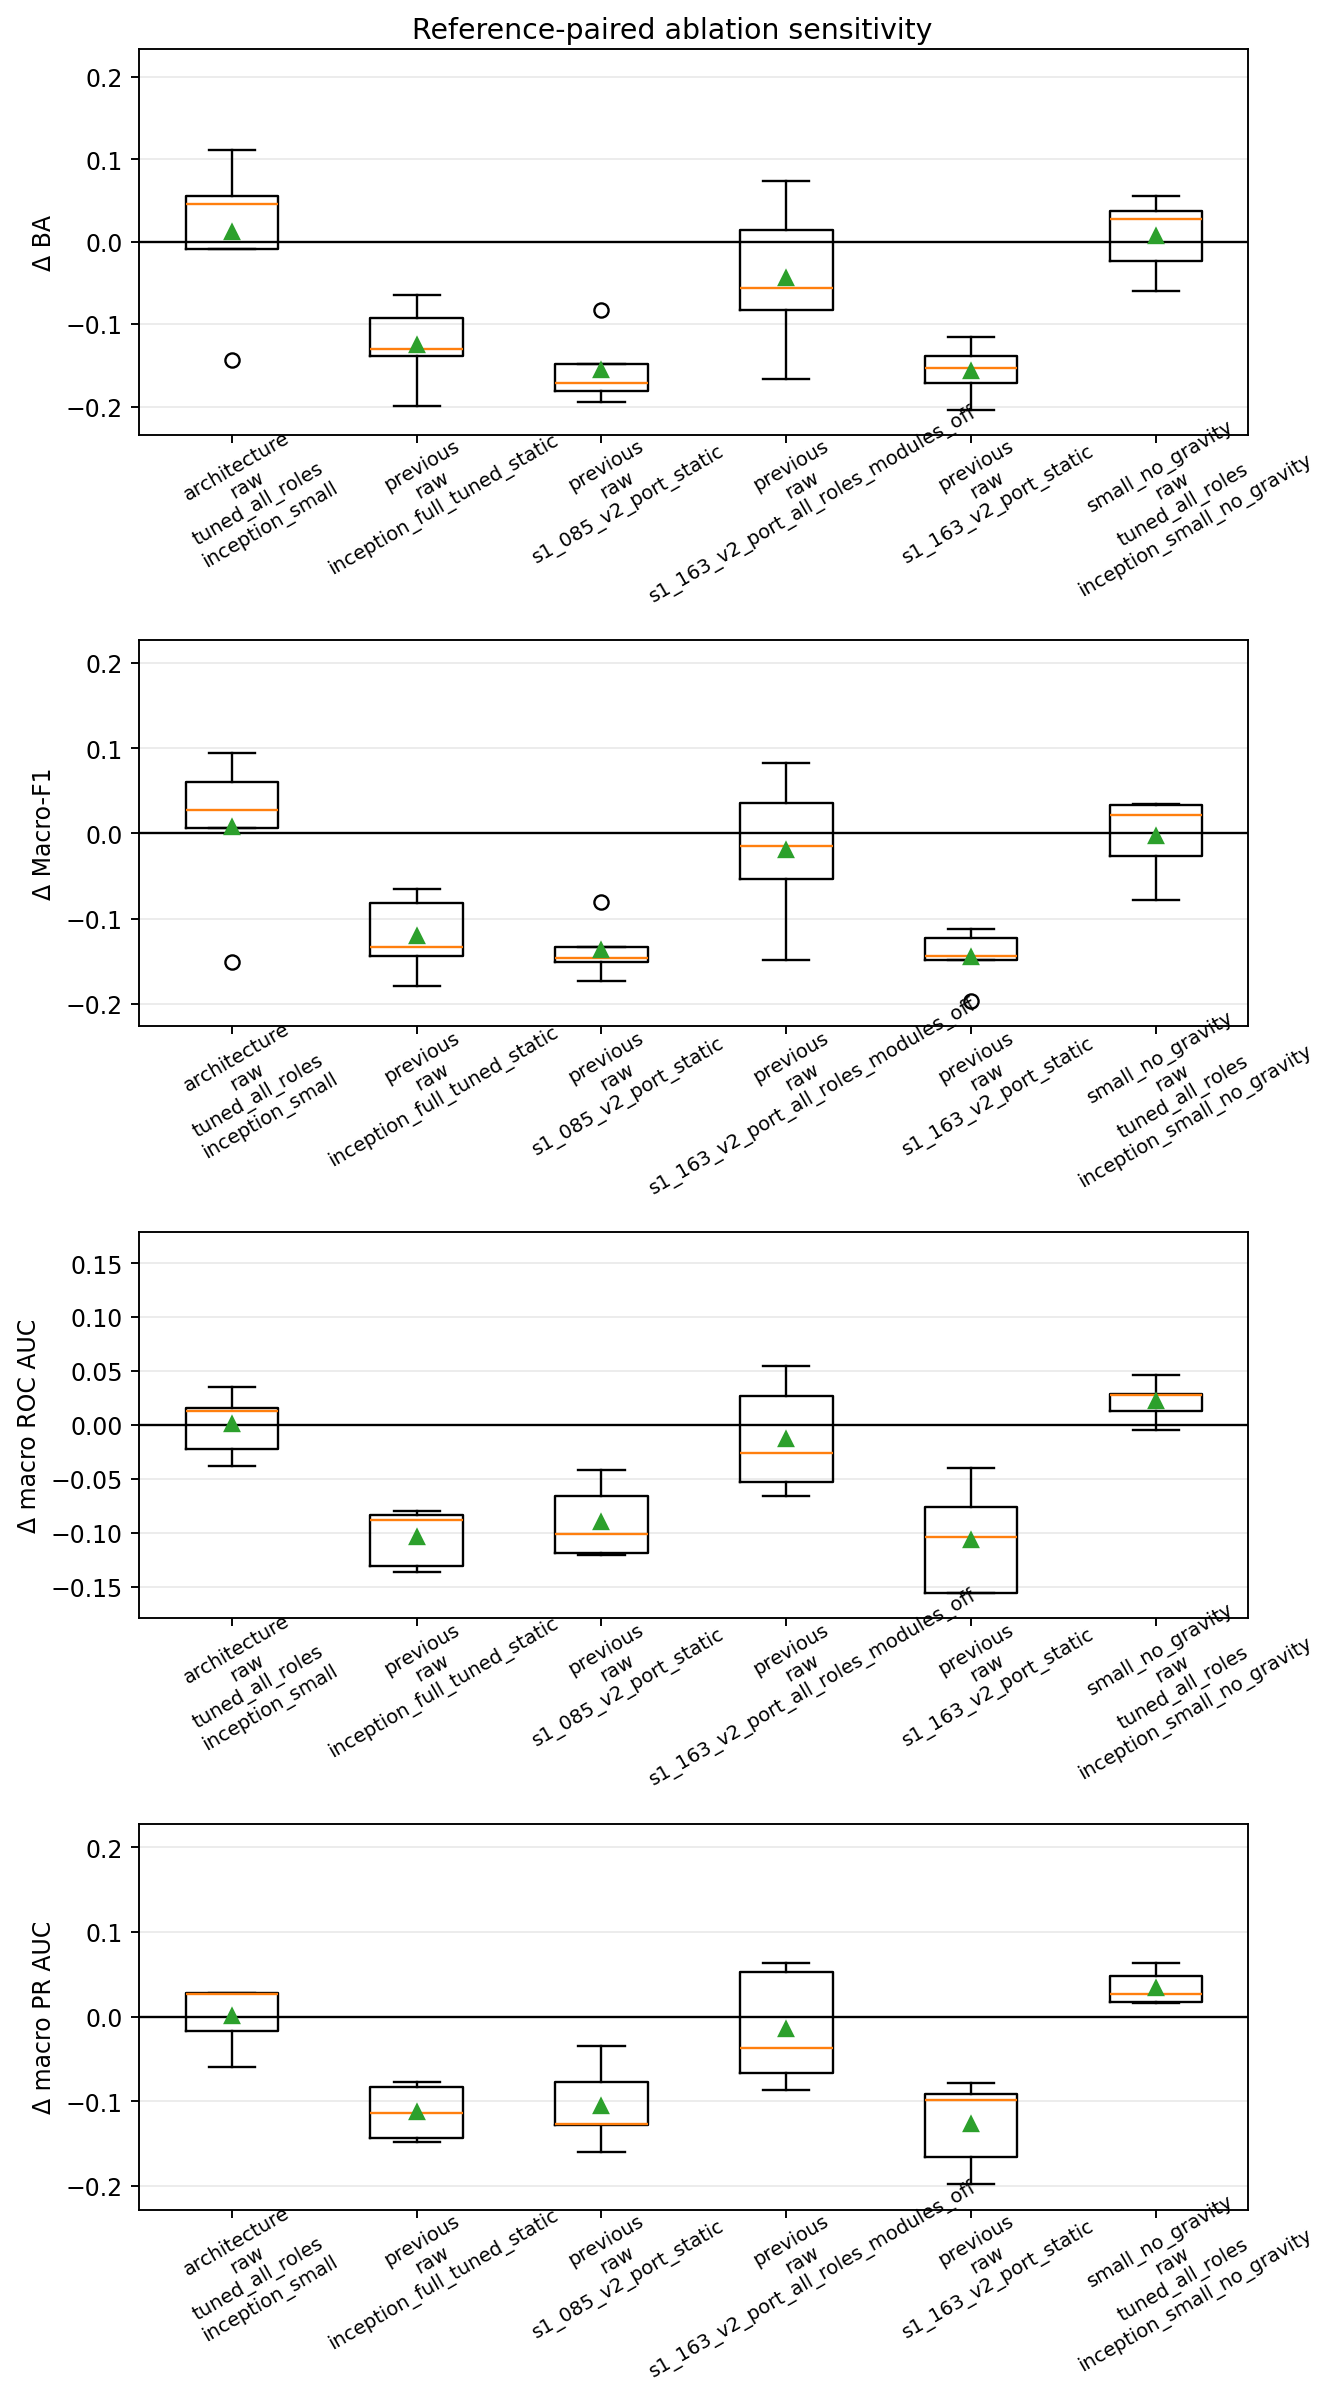 Reference-paired ablation sensitivity
Δ BA
0.2
0.1
0.0
−0.1
−0.2
architecture
raw
tuned_all_roles
inception_small
previous
raw
inception_full_tuned_static
previous
raw
s1_085_v2_port_static
previous
raw
s1_163_v2_port_all_roles_modules_off
previous
raw
s1_163_v2_port_static
small_no_gravity
raw
tuned_all_roles
inception_small_no_gravity
Δ Macro-F1
0.2
0.1
0.0
−0.1
−0.2
architecture
raw
tuned_all_roles
inception_small
previous
raw
inception_full_tuned_static
previous
raw
s1_085_v2_port_static
previous
raw
s1_163_v2_port_all_roles_modules_off
previous
raw
s1_163_v2_port_static
small_no_gravity
raw
tuned_all_roles
inception_small_no_gravity
Δ macro ROC AUC
0.15
0.10
0.05
0.00
−0.05
−0.10
−0.15
architecture
raw
tuned_all_roles
inception_small
previous
raw
inception_full_tuned_static
previous
raw
s1_085_v2_port_static
previous
raw
s1_163_v2_port_all_roles_modules_off
previous
raw
s1_163_v2_port_static
small_no_gravity
raw
tuned_all_roles
inception_small_no_gravity
Δ macro PR AUC
0.2
0.1
0.0
−0.1
−0.2
architecture
raw
tuned_all_roles
inception_small
previous
raw
inception_full_tuned_static
previous
raw
s1_085_v2_port_static
previous
raw
s1_163_v2_port_all_roles_modules_off
previous
raw
s1_163_v2_port_static
small_no_gravity
raw
tuned_all_roles
inception_small_no_gravity